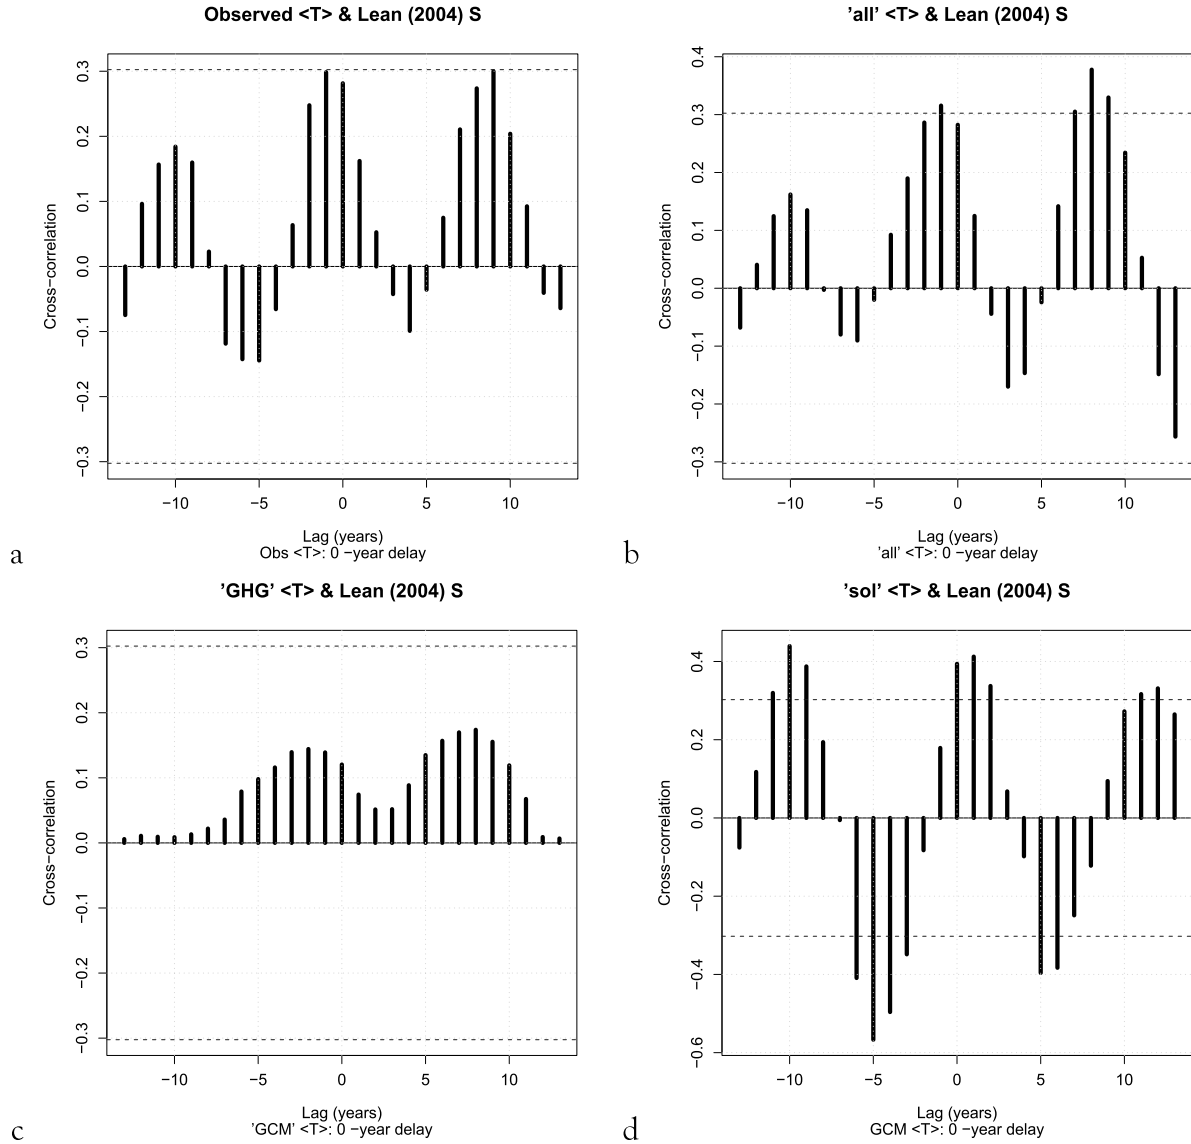 Observed <T> & Lean (2004) S
Cross−correlation
0.3
0.2
0.1
0.0
−0.1
−0.2
−0.3
−10 −5 0 5 10
Lag (years)
Obs <T>: 0 −year delay
a
’all’ <T> & Lean (2004) S
Cross−correlation
0.4
0.3
0.2
0.1
0.0
−0.1
−0.2
−0.3
−10 −5 0 5 10
Lag (years)
’all’ <T>: 0 −year delay
b
’GHG’ <T> & Lean (2004) S
Cross−correlation
0.3
0.2
0.1
0.0
−0.1
−0.2
−0.3
−10 −5 0 5 10
Lag (years)
’GCM’ <T>: 0 −year delay
c
’sol’ <T> & Lean (2004) S
Cross−correlation
0.4
0.2
0.0
−0.2
−0.4
−0.6
−10 −5 0 5 10
Lag (years)
GCM <T>: 0 −year delay
d